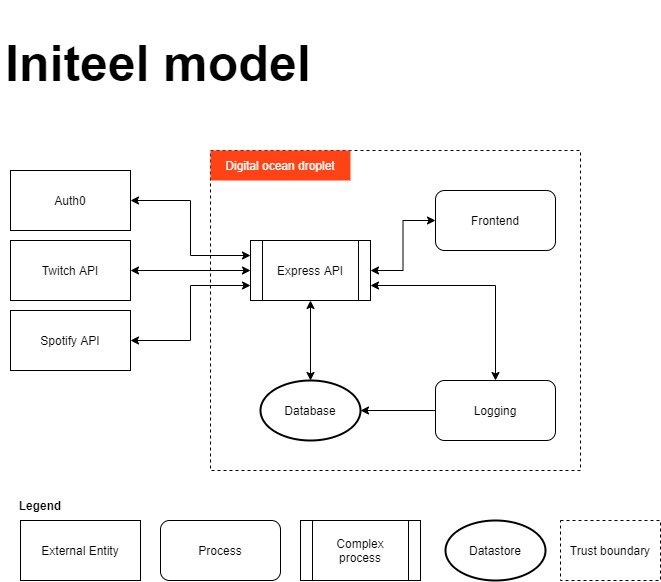 Initeel model
Digital ocean droplet
Auth0
Frontend
Twitch API
Express API
Spotify API
Database
Logging
Legend
External Entity
Process
Complex
process
Datastore
Trust boundary